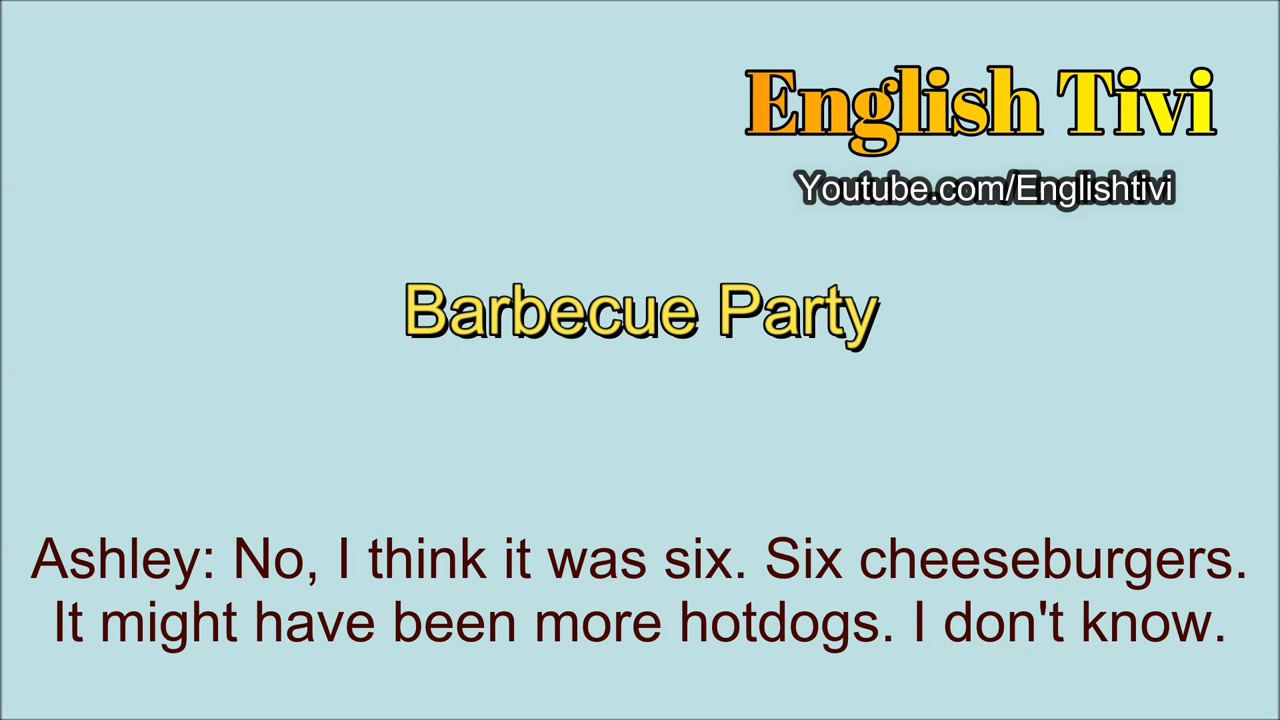 English Tivi
Youtube.com/Englishtivi
Barbecue Party
Ashley: No, I think it was six. Six cheeseburgers.
It might have been more hotdogs. I don't know.